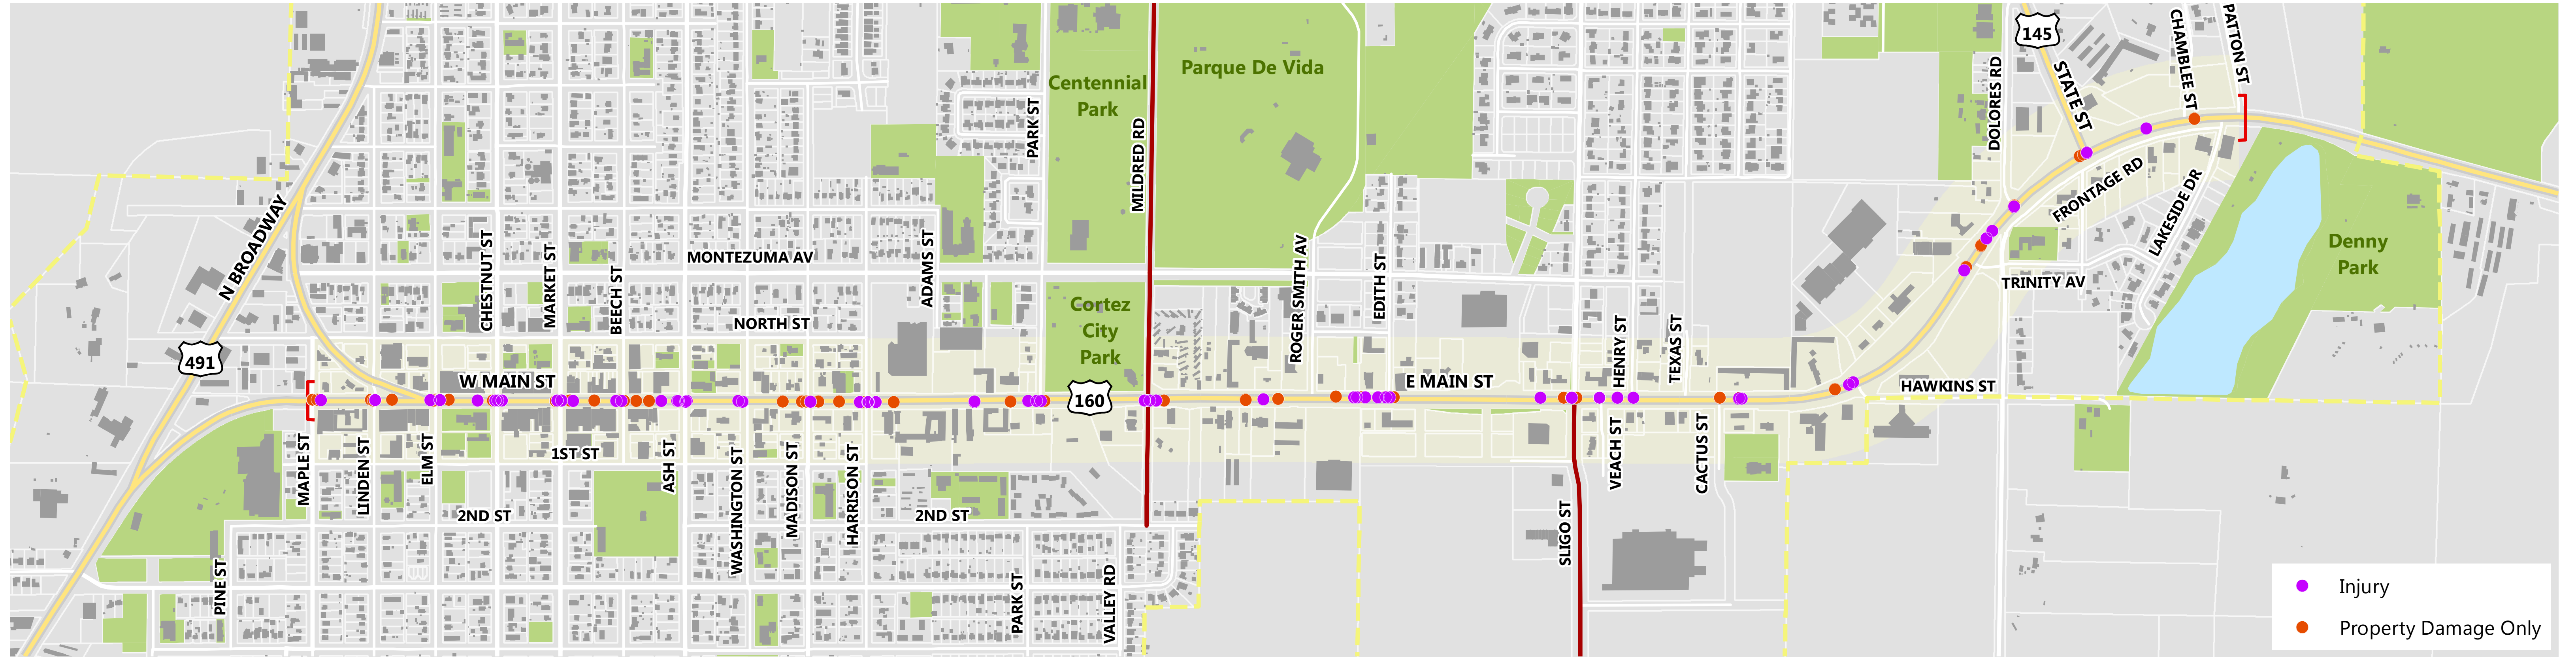 145
STATE ST
CHAMBLEE ST
PATTON ST
DOLORES RD
Centennial
Park
Parque De Vida
PARK ST
MILDRED RD
FRONTAGE RD
LAKESIDE DR
N BROADWAY
CHESTNUT ST
MARKET ST
BEECH ST
MONTEZUMA AV
ADAMS ST
ROGER SMITH AV
EDITH ST
Denny
Park
TRINITY AV
NORTH ST
Cortez
City
Park
HENRY ST
TEXAS ST
491
W MAIN ST
160
E MAIN ST
HAWKINS ST
MAPLE ST
LINDEN ST
ELM ST
1ST ST
ASH ST
WASHINGTON ST
MADISON ST
HARRISON ST
VEACH ST
CACTUS ST
2ND ST
2ND ST
SLIGO ST
PINE ST
PARK ST
VALLEY RD
Injury
Property Damage Only